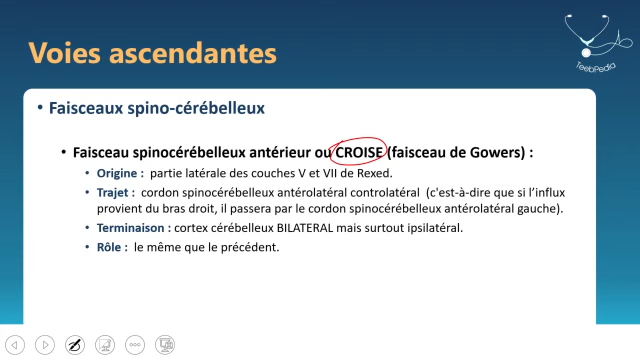 TeebPedia
Voies ascendantes
• Faisceaux spino-cérébelleux
• Faisceau spinocérébelleux antérieur ou CROISE (faisceau de Gowers) :
• Origine : partie latérale des couches V et VII de Rexed.
• Trajet : cordon spinocérébelleux antérolatéral controlatéral (c'est-à-dire que si l'influx
provient du bras droit, il passera par le cordon spinocérébelleux antérolatéral gauche).
• Terminaison : cortex cérébelleux BILATERAL mais surtout ipsilatéral.
• Rôle : le même que le précédent.